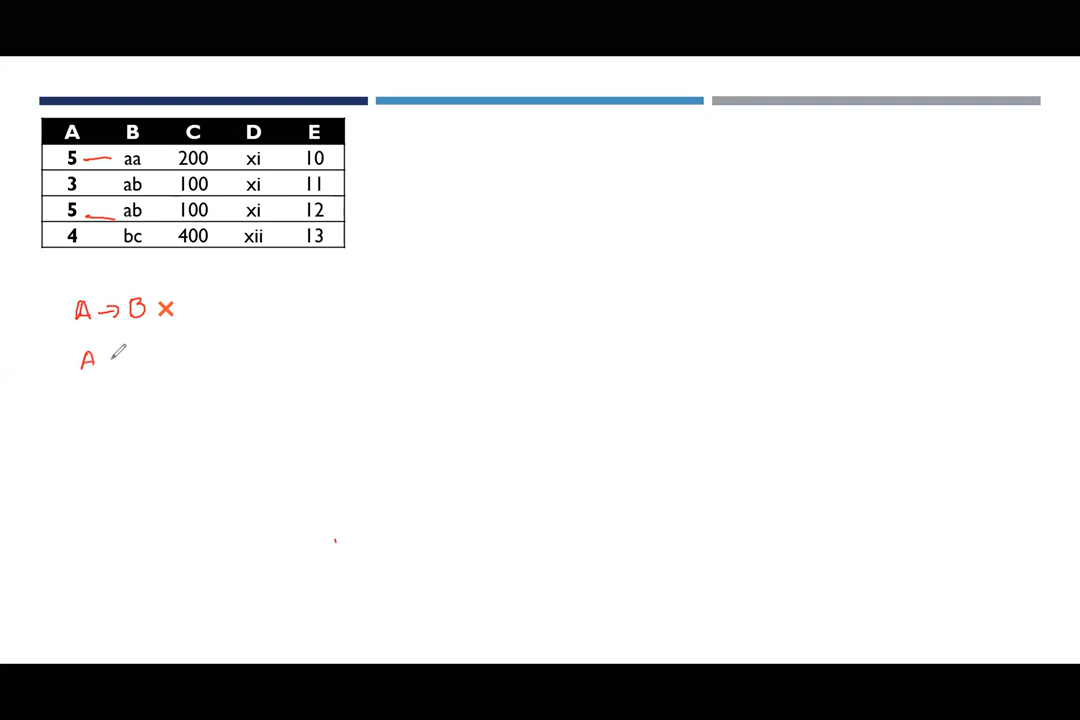 A B C D E
5 aa 200 xi 10
3 ab 100 xi 11
5 ab 100 xi 12
4 bc 400 xii 13
A → B ×
A